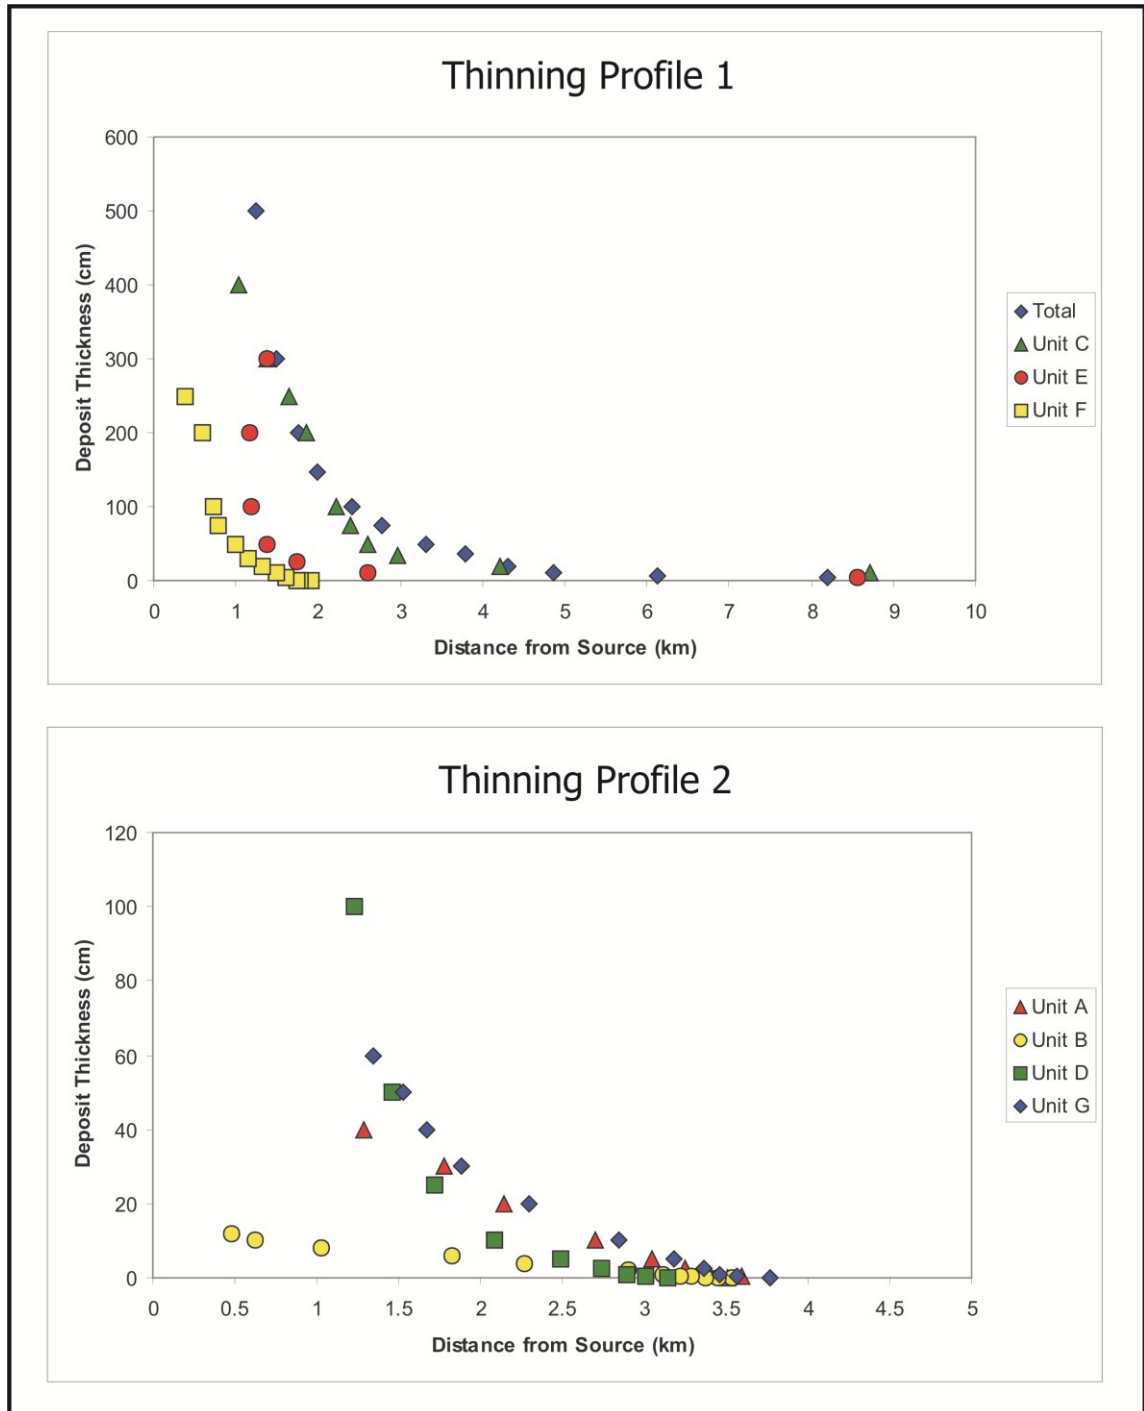 Thinning Profile 1
600
500
400
300
200
100
0
Deposit Thickness (cm)
0 1 2 3 4 5 6 7 8 9 10
Distance from Source (km)
Total
Unit C
Unit E
Unit F
Thinning Profile 2
120
100
80
60
40
20
0
Deposit Thickness (cm)
0 0.5 1 1.5 2 2.5 3 3.5 4 4.5 5
Distance from Source (km)
Unit A
Unit B
Unit D
Unit G